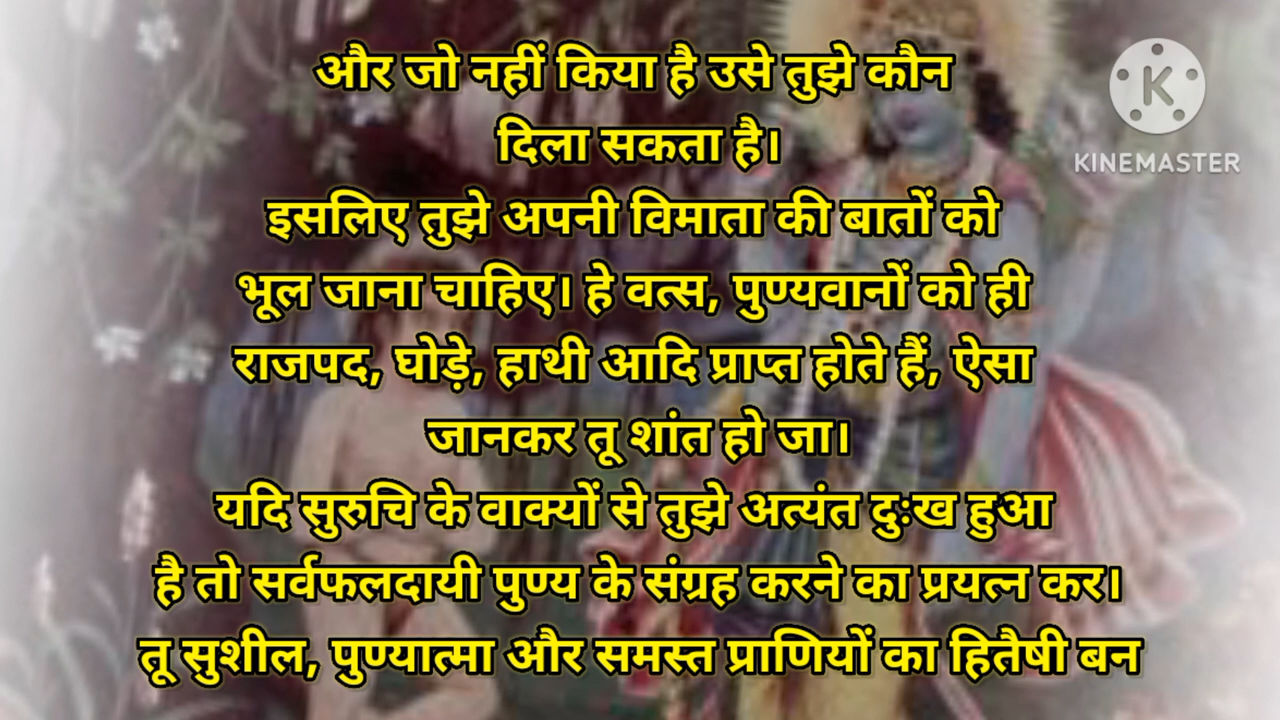 और जो नहीं किया है उसे तुझे कौन
दिला सकता है।
इसलिए तुझे अपनी विमाता की बातों को
भूल जाना चाहिए। हे वत्स, पुण्यवानों को ही
राजपद, घोड़े, हाथी आदि प्राप्त होते हैं, ऐसा
जानकर तू शांत हो जा।
यदि सुरुचि के वाक्यों से तुझे अत्यंत दुःख हुआ
है तो सर्वफलदायी पुण्य के संग्रह करने का प्रयत्न कर।
तू सुशील, पुण्यात्मा और समस्त प्राणियों का हितैषी बन
K
KINEMASTER